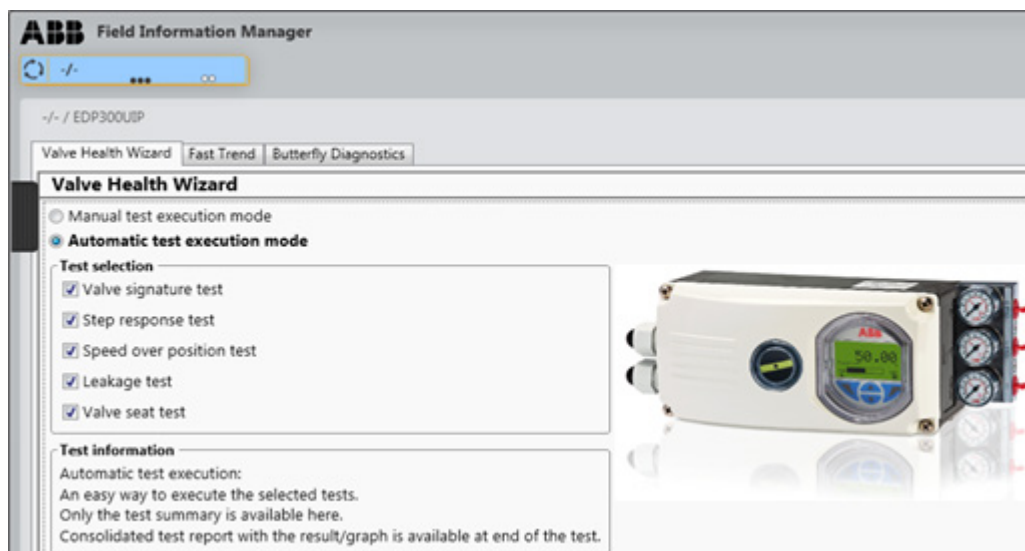 ABB Field Information Manager
-/-
-/- / EDP300UIP
Valve Health Wizard Fast Trend Butterfly Diagnostics
Valve Health Wizard
Manual test execution mode
Automatic test execution mode
Test selection
Valve signature test
Step response test
Speed over position test
Leakage test
Valve seat test
ABB
50.00
Test information
Automatic test execution:
An easy way to execute the selected tests.
Only the test summary is available here.
Consolidated test report with the result/graph is available at end of the test.